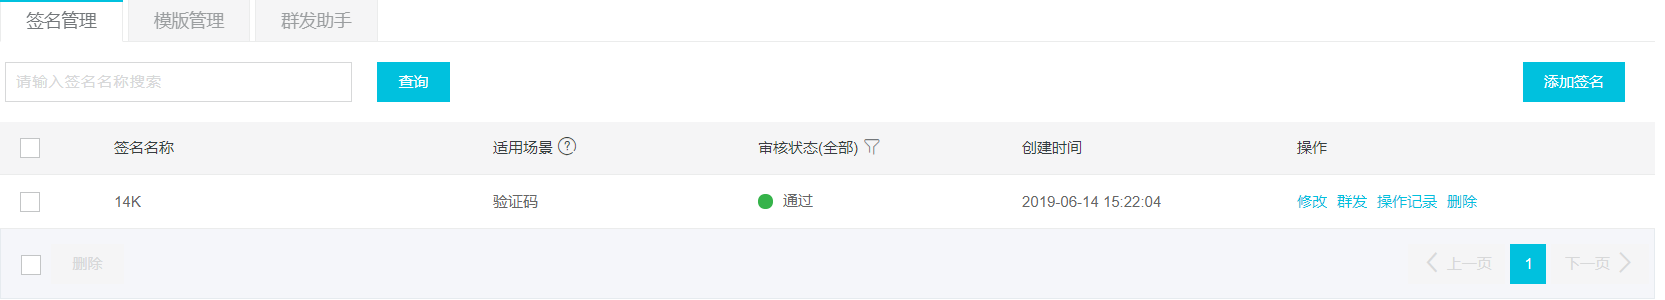 签名管理 模版管理 群发助手
请输入签名名称搜索 查询 添加签名
签名名称 适用场景 ? 审核状态(全部) 创建时间 操作
14K 验证码 通过 2019-06-14 15:22:04 修改 群发 操作记录 删除
删除 上一页 1 下一页